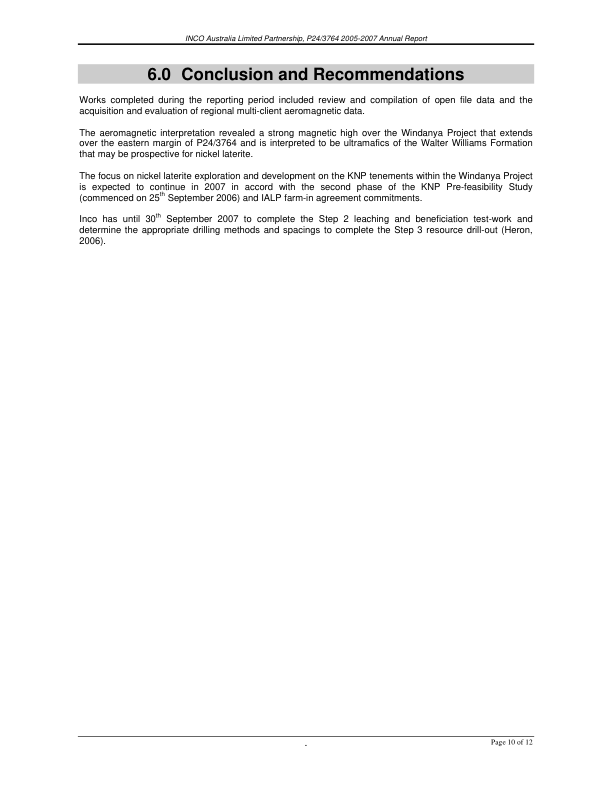 INCO Australia Limited Partnership, P24/3764 2005-2007 Annual Report
6.0 Conclusion and Recommendations
Works completed during the reporting period included review and compilation of open file data and the
acquisition and evaluation of regional multi-client aeromagnetic data.
The aeromagnetic interpretation revealed a strong magnetic high over the Windanya Project that extends
over the eastern margin of P24/3764 and is interpreted to be ultramafics of the Walter Williams Formation
that may be prospective for nickel laterite.
The focus on nickel laterite exploration and development on the KNP tenements within the Windanya Project
is expected to continue in 2007 in accord with the second phase of the KNP Pre-feasibility Study
(commenced on 25th September 2006) and IALP farm-in agreement commitments.
Inco has until 30th September 2007 to complete the Step 2 leaching and beneficiation test-work and
determine the appropriate drilling methods and spacings to complete the Step 3 resource drill-out (Heron,
2006).
-
Page 10 of 12